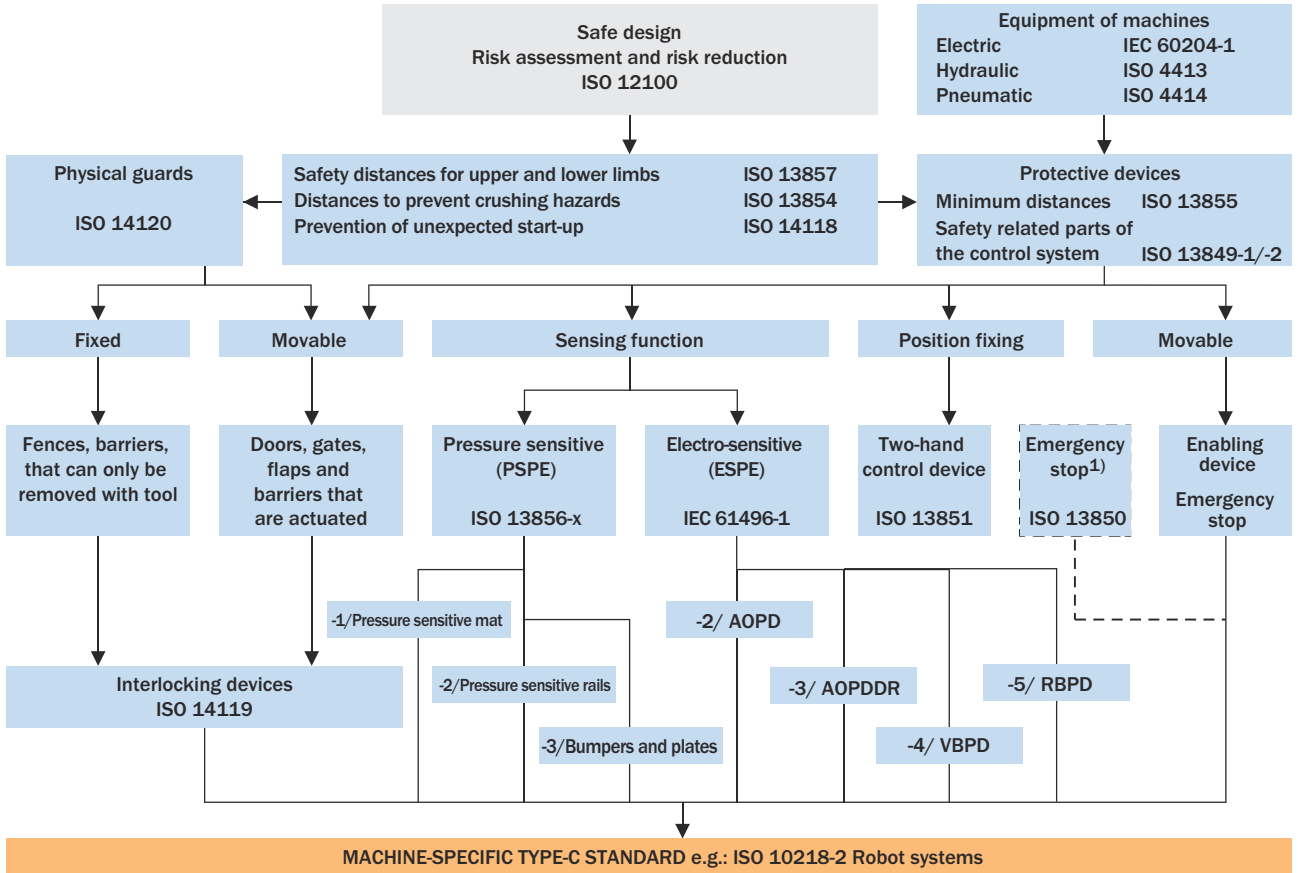 Safe design
Risk assessment and risk reduction
ISO 12100
Equipment of machines
Electric IEC 60204-1
Hydraulic ISO 4413
Pneumatic ISO 4414
Physical guards
ISO 14120
Safety distances for upper and lower limbs ISO 13857
Distances to prevent crushing hazards ISO 13854
Prevention of unexpected start-up ISO 14118
Protective devices
Minimum distances ISO 13855
Safety related parts of
the control system ISO 13849-1/-2
Fixed
Movable
Sensing function
Position fixing
Movable
Fences, barriers,
that can only be
removed with tool
Doors, gates,
flaps and
barriers that
are actuated
Pressure sensitive
(PSPE)
ISO 13856-x
Electro-sensitive
(ESPE)
IEC 61496-1
Two-hand
control device
ISO 13851
Emergency
stop1)
ISO 13850
Enabling
device
Emergency
stop
-1/Pressure sensitive mat
-2/Pressure sensitive rails
-3/Bumpers and plates
-2/ AOPD
-3/ AOPDDR
-4/ VBPD
-5/ RBPD
Interlocking devices
ISO 14119
MACHINE-SPECIFIC TYPE-C STANDARD e.g.: ISO 10218-2 Robot systems